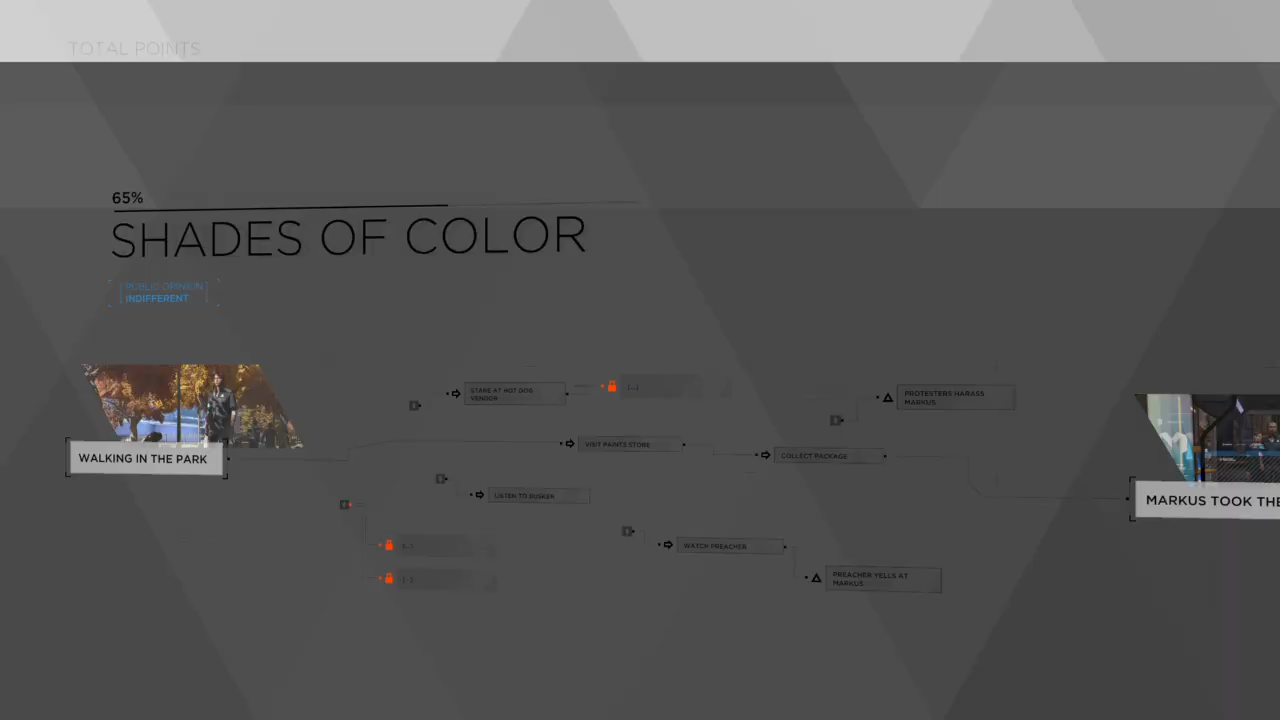 TOTAL POINTS
65%
SHADES OF COLOR
PUBLIC OPINION
INDIFFERENT
STARE AT HOT DOG
VENDOR
PROTESTERS HARASS
MARKUS
VISIT PAINTS STORE
COLLECT PACKAGE
WALKING IN THE PARK
LISTEN TO BUSKER
MARKUS TOOK THE
WATCH PREACHER
PREACHER YELLS AT
MARKUS